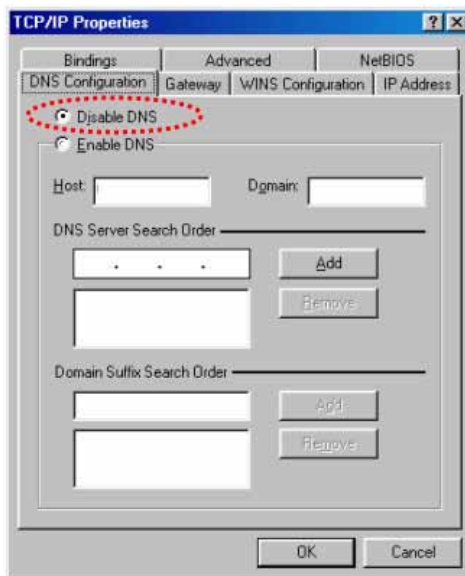 TCP/IP Properties
Bindings Advanced NetBIOS
DNS Configuration Gateway WINS Configuration IP Address
Disable DNS
Enable DNS
Host: Domain:
DNS Server Search Order
. . . Add
Remove
Domain Suffix Search Order
Add
Remove
OK Cancel